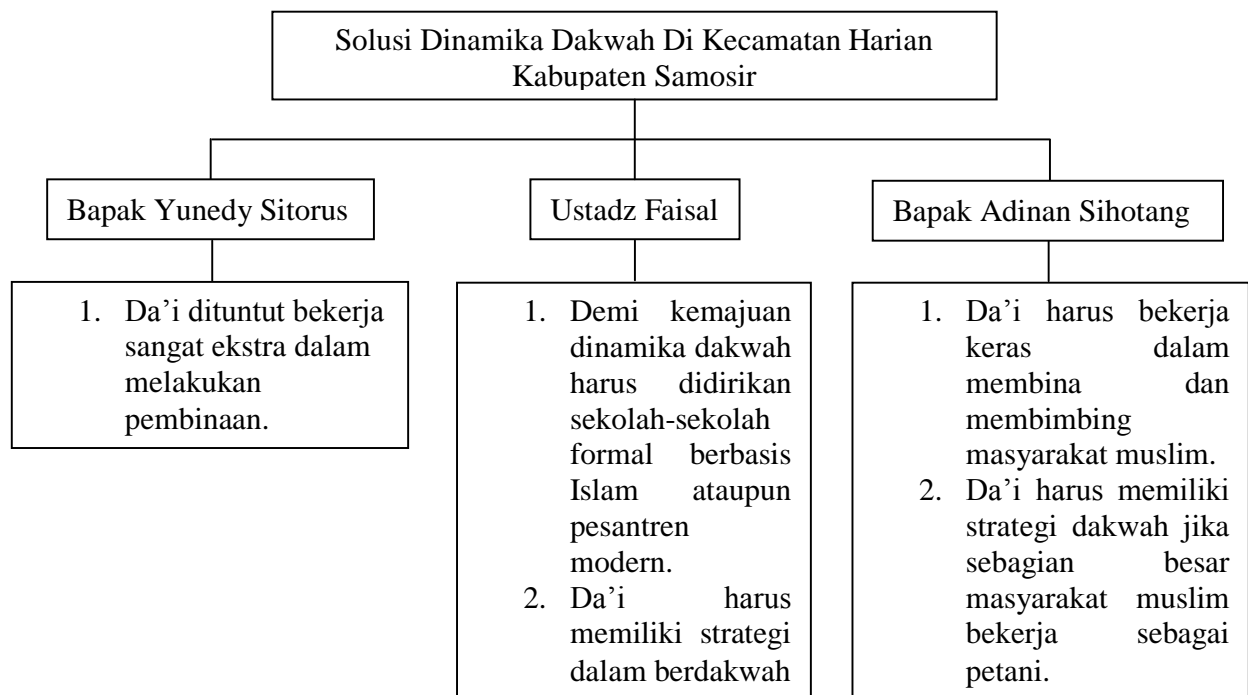 Solusi Dinamika Dakwah Di Kecamatan Harian
Kabupaten Samosir
Bapak Yunedy Sitorus
1. Da’i dituntut bekerja
sangat ekstra dalam
melakukan
pembinaan.
Ustadz Faisal
1. Demi kemajuan
dinamika dakwah
harus didirikan
sekolah-sekolah
formal berbasis
Islam ataupun
pesantren
modern.
2. Da’i harus
memiliki strategi
dalam berdakwah
Bapak Adinan Sihotang
1. Da’i harus bekerja
keras dalam
membina dan
membimbing
masyarakat muslim.
2. Da’i harus memiliki
strategi dakwah jika
sebagian besar
masyarakat muslim
bekerja sebagai
petani.